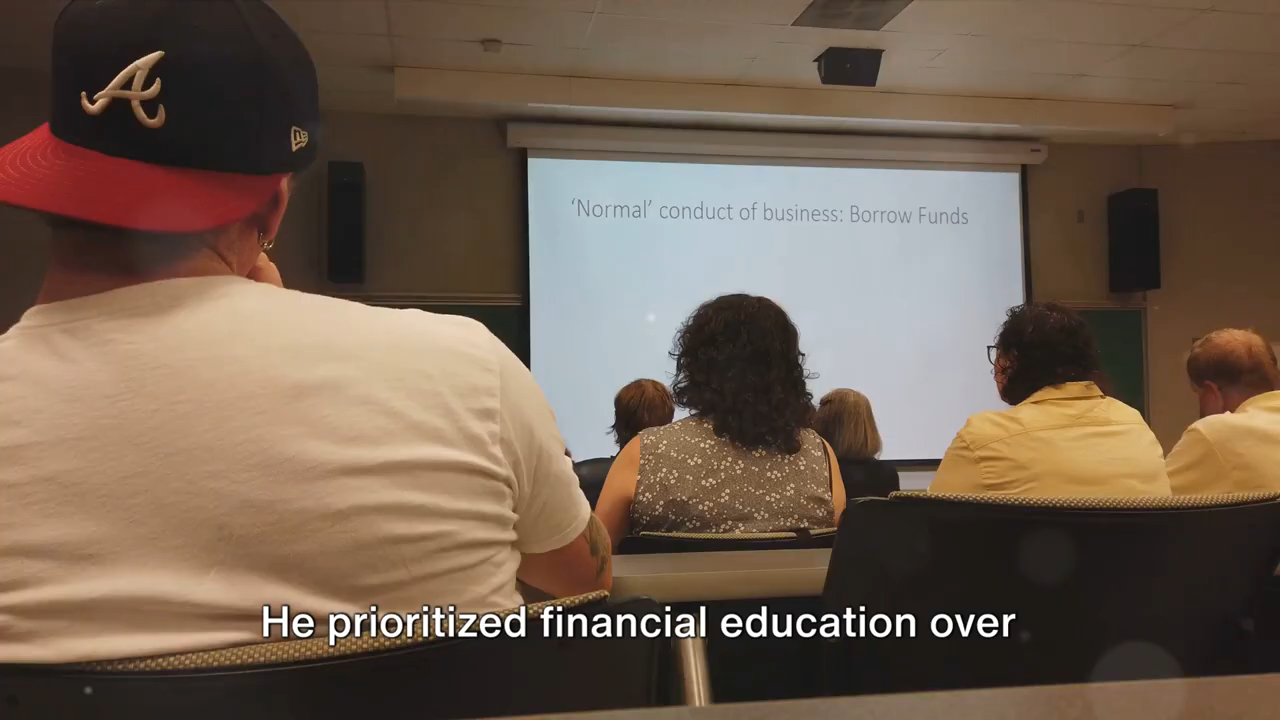 A
‘Normal’ conduct of business: Borrow Funds
He prioritized financial education over